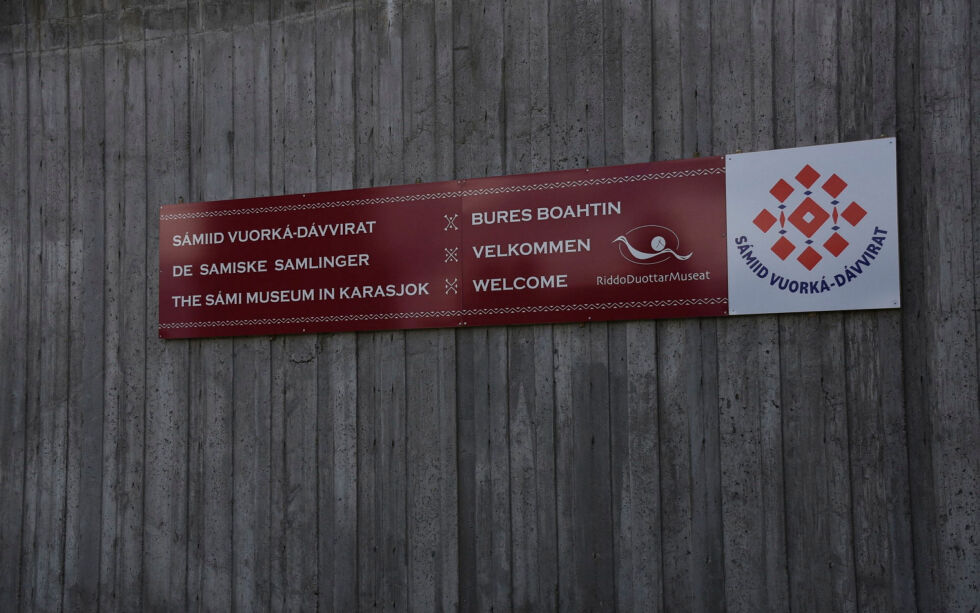 SÁMIID VUORKÁ-DÁVVIRAT
DE SAMISKE SAMLINGER
THE SÁMI MUSEUM IN KARASJOK
BURES BOAHTIN
VELKOMMEN
WELCOME
RiddoDuottarMuseat
SÁMIID VUORKÁ-DÁVVIRAT